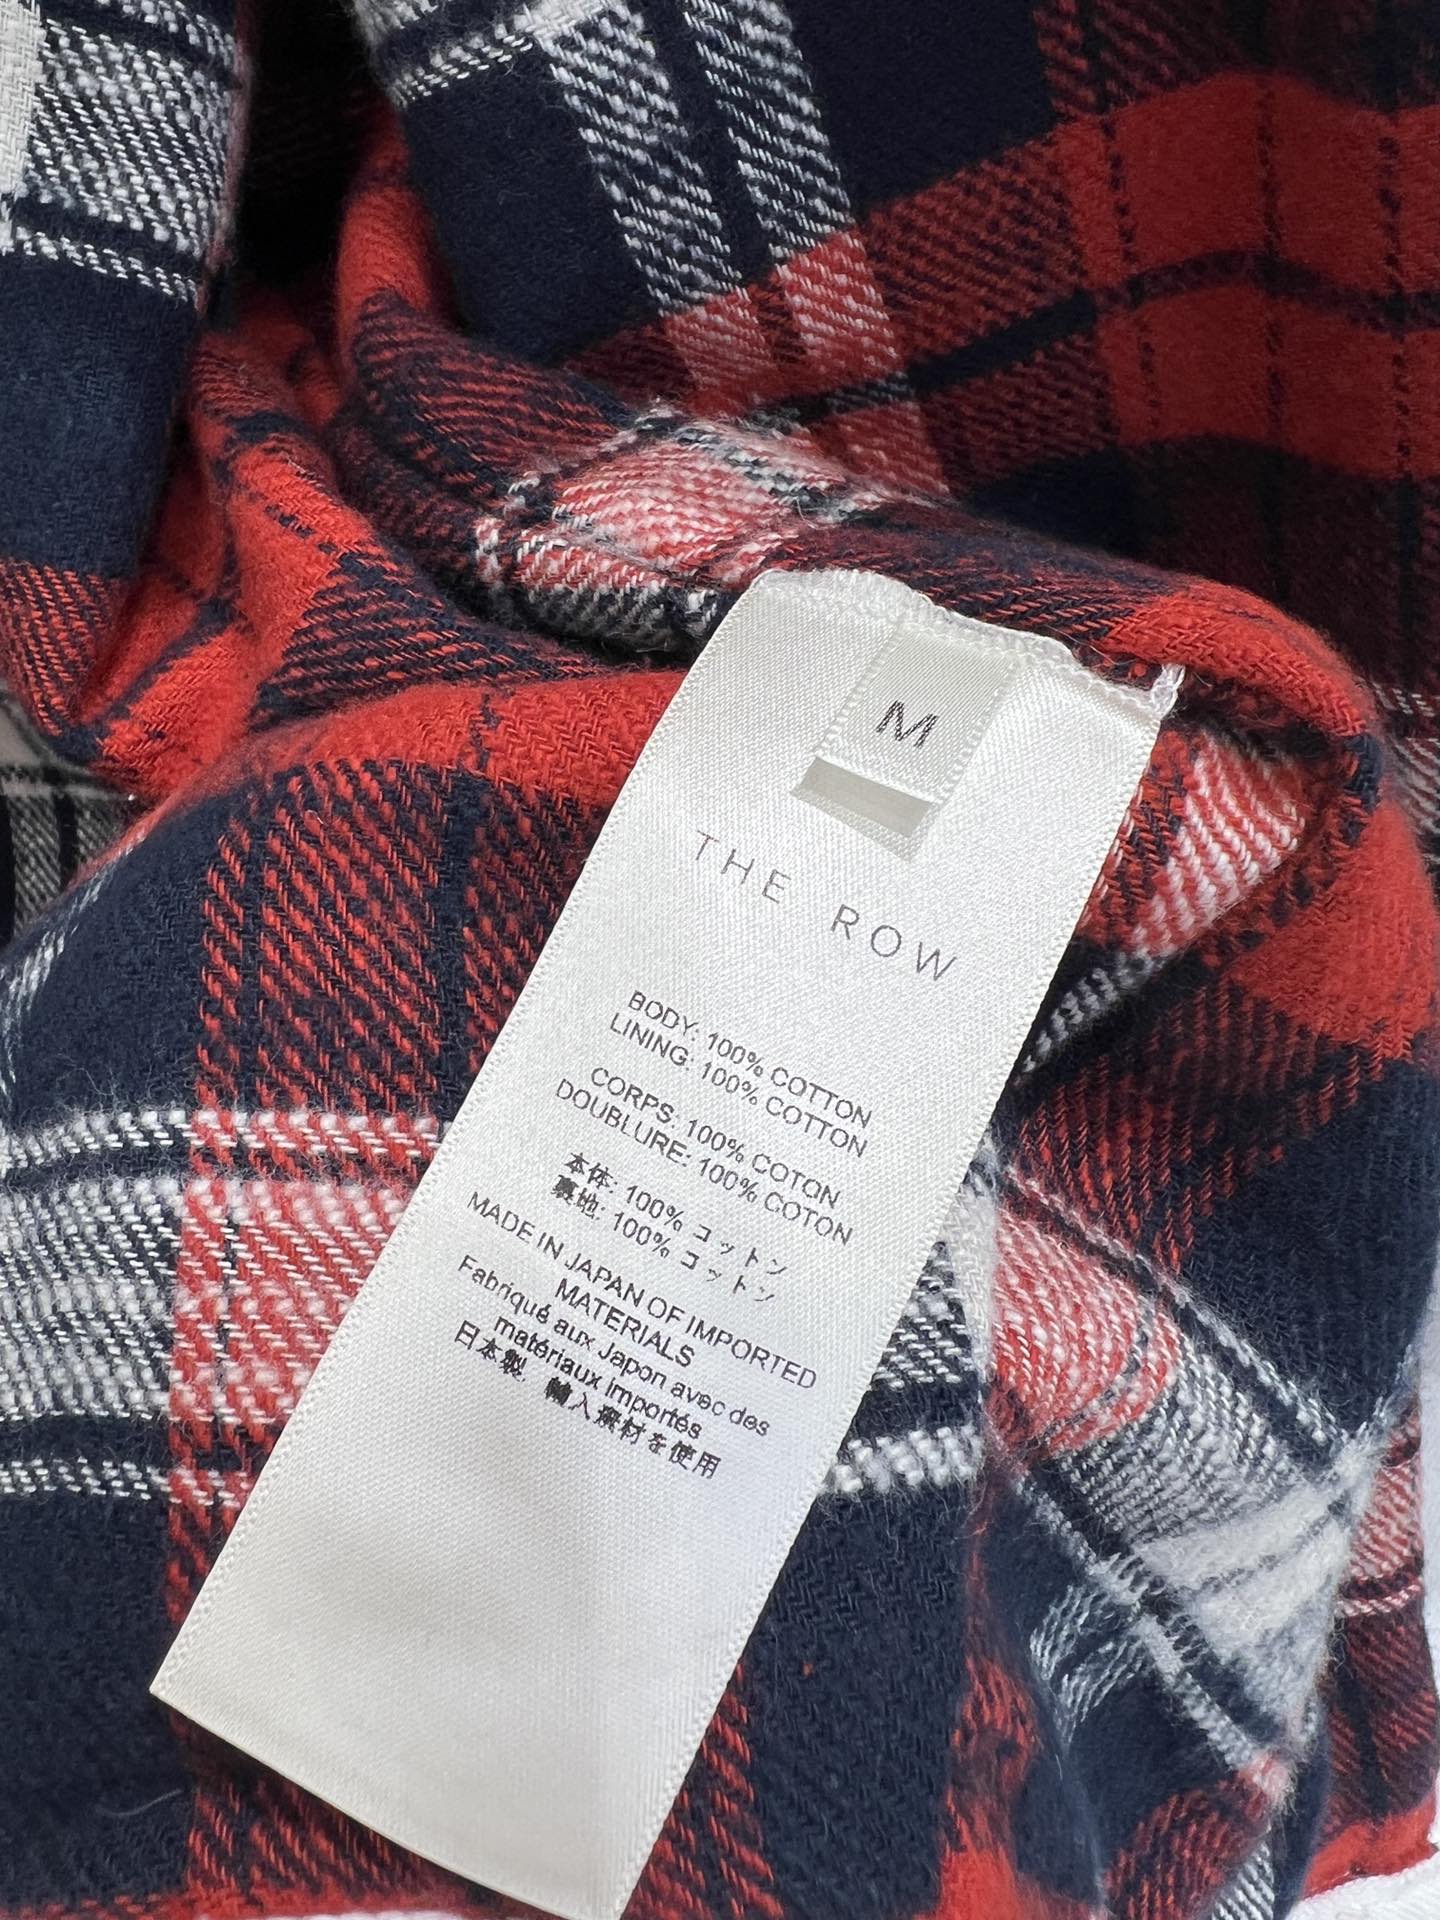 M
THE ROW
BODY: 100% COTTON
LINING: 100% COTTON
CORPS: 100% COTON
DOUBLURE: 100% COTON
本体: 100% コットン
裏地: 100% コットン
MADE IN JAPAN OF IMPORTED
MATERIALS
Fabriqué aux Japon avec des
matériaux importés
日本製, 輸入素材を使用